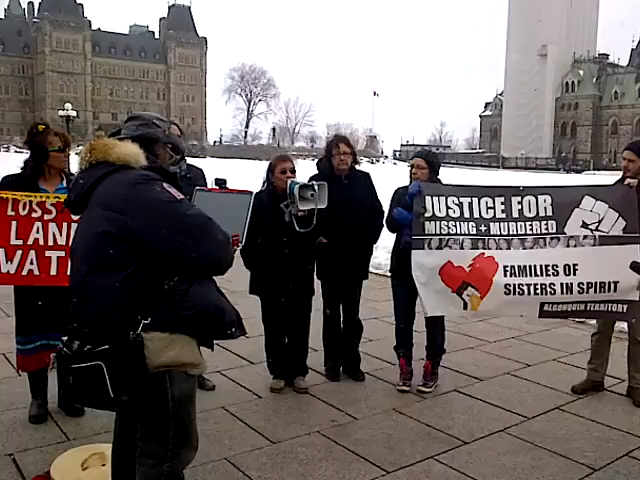 LOSS
LAN
WAT
JUSTICE FOR
MISSING + MURDERED
FAMILIES OF
SISTERS IN SPIRIT
ALGONQUIN TERRITORY